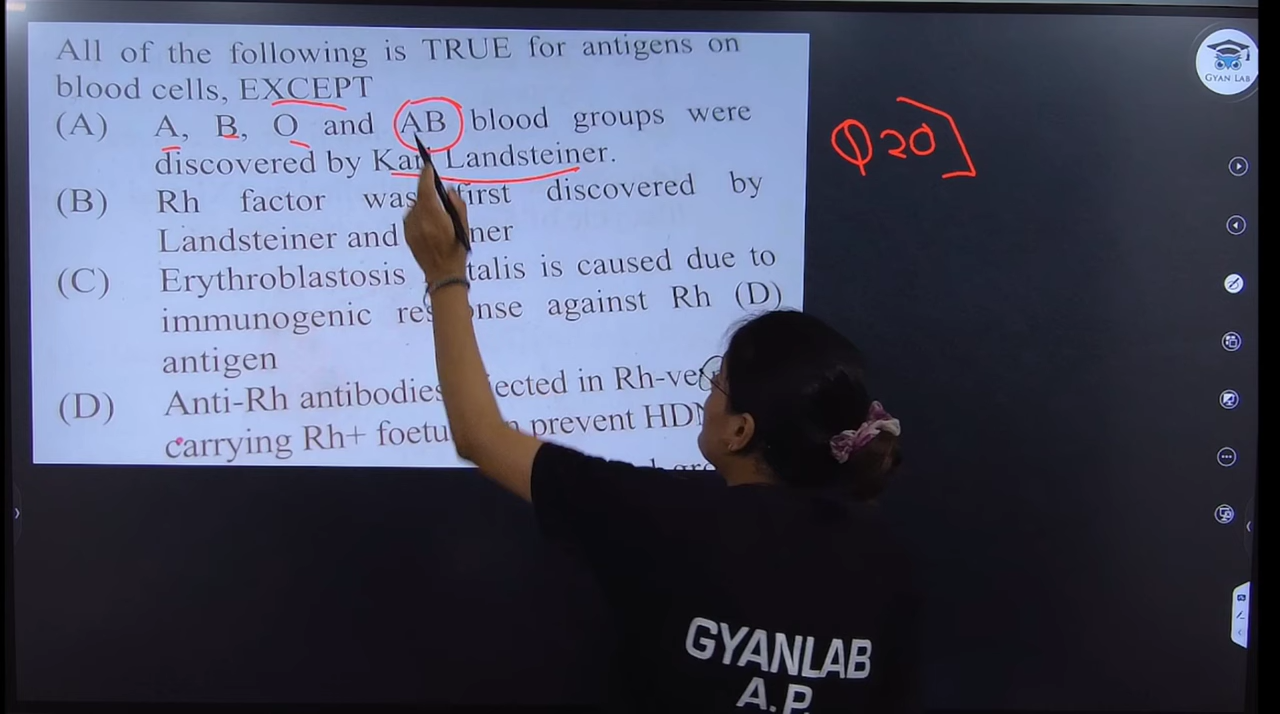 All of the following is TRUE for antigens on
blood cells, EXCEPT
(A) A, B, O and AB blood groups were
discovered by Karl Landsteiner.
(B) Rh factor was first discovered by
Landsteiner and
(C) Erythroblastosis is caused due to
immunogenic response against Rh (D)
antigen
(D) Anti-Rh antibodies in Rh-ve
carrying Rh+ prevent
Q20
GYAN LAB
GYANLAB
A.P.